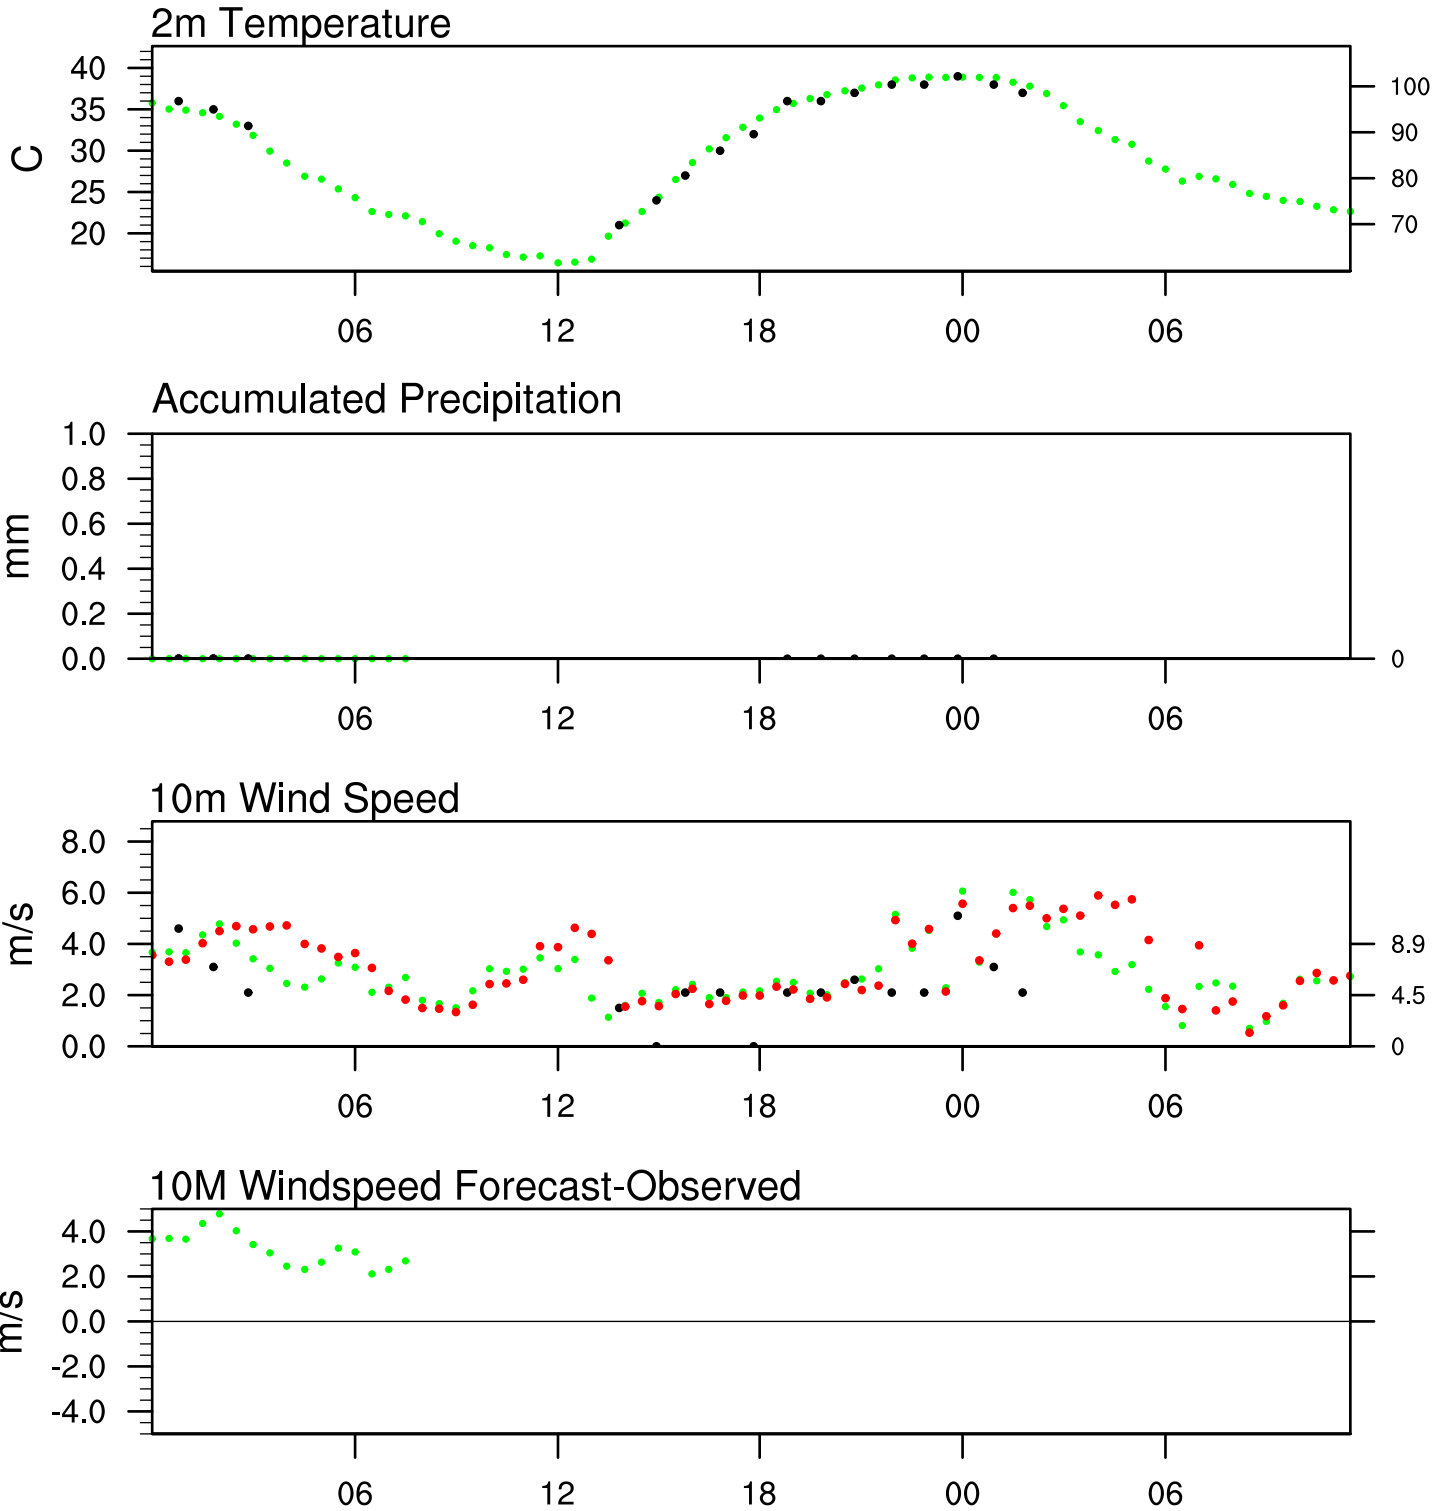 2m Temperature
40
35
30
25
20
C
100
90
80
70
06 12 18 00 06
Accumulated Precipitation
1.0
0.8
0.6
0.4
0.2
0.0
mm
0
06 12 18 00 06
10m Wind Speed
8.0
6.0
4.0
2.0
0.0
m/s
8.9
4.5
0
06 12 18 00 06
10M Windspeed Forecast-Observed
4.0
2.0
0.0
-2.0
-4.0
m/s
06 12 18 00 06